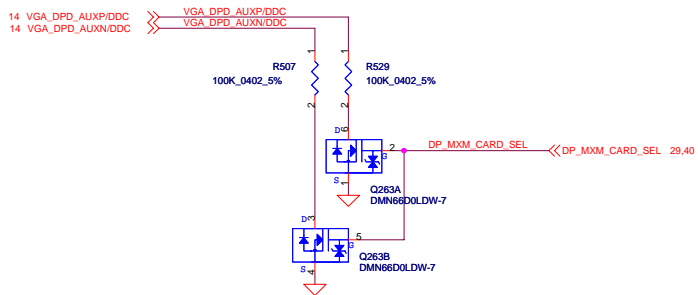 14 VGA_DPD_AUXP/DDC
VGA_DPD_AUXP/DDC
14 VGA_DPD_AUXN/DDC
VGA_DPD_AUXN/DDC
1
1
R507
R529
100K_0402_5%
100K_0402_5%
2
2
D
6
2
G
DP_MXM_CARD_SEL
DP_MXM_CARD_SEL 29,40
S
1
Q263A
DMN66D0LDW-7
D
3
5
G
S
4
Q263B
DMN66D0LDW-7